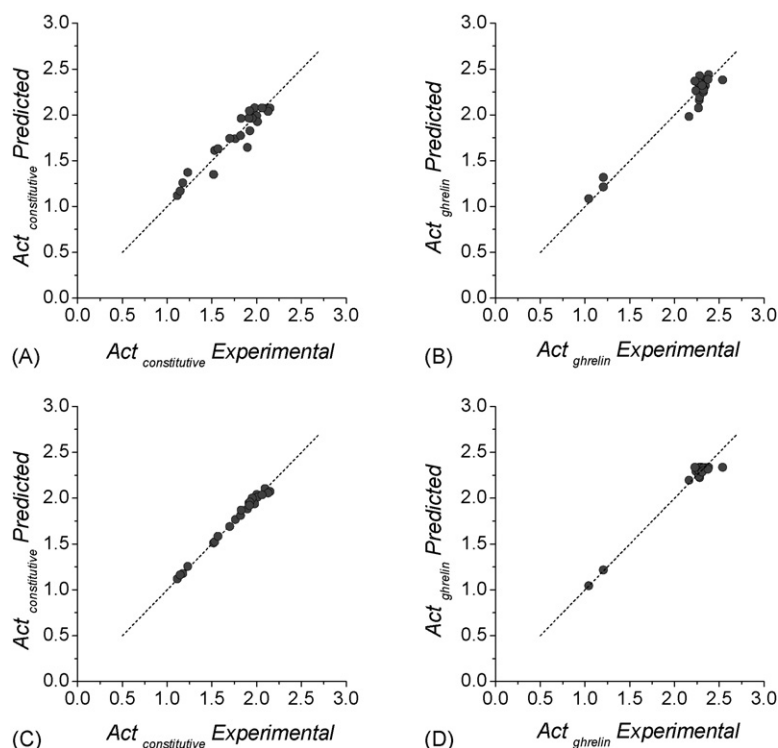 3.0
2.5
2.0
1.5
1.0
0.5
0.0
Act constitutive Predicted
0.0 0.5 1.0 1.5 2.0 2.5 3.0
(A) Act constitutive Experimental
3.0
2.5
2.0
1.5
1.0
0.5
0.0
Act ghrelin Predicted
0.0 0.5 1.0 1.5 2.0 2.5 3.0
(B) Act ghrelin Experimental
3.0
2.5
2.0
1.5
1.0
0.5
0.0
Act constitutive Predicted
0.0 0.5 1.0 1.5 2.0 2.5 3.0
(C) Act constitutive Experimental
3.0
2.5
2.0
1.5
1.0
0.5
0.0
Act ghrelin Predicted
0.0 0.5 1.0 1.5 2.0 2.5 3.0
(D) Act ghrelin Experimental